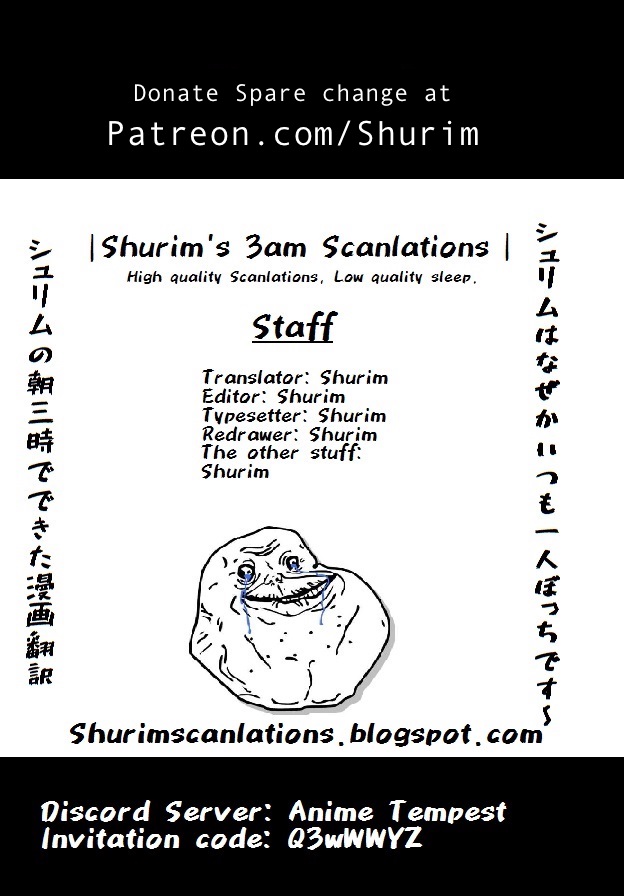 Donate Spare change at
Patreon.com/Shurim
|Shurim's 3am Scanlations |
High quality Scanlations, Low quality sleep.
Staff
Translator: Shurim
Editor: Shurim
Typesetter: Shurim
Redrawer: Shurim
The other stuff:
Shurim
シュリムはなぜかいつも一人ぼっちです～
シュリムの朝三時でできた漫画翻訳
Shurimscanlations.blogspot.com
Discord Server: Anime Tempest
Invitation code: Q3wWWYZ